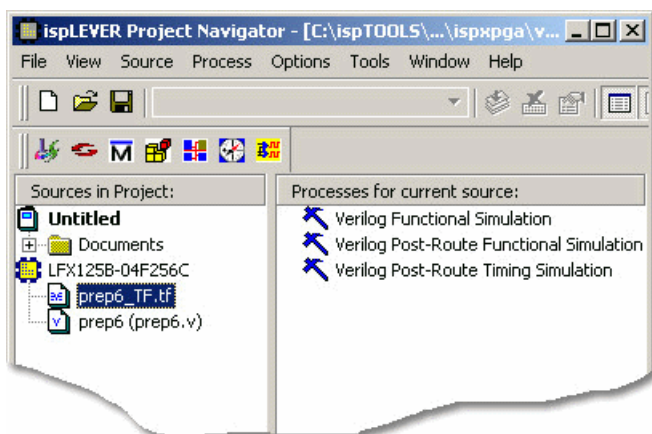 ispLEVER Project Navigator - [C:\ispTOOLS\...\ispxpga\v...
File View Source Process Options Tools Window Help
Sources in Project:
Processes for current source:
Untitled
Verilog Functional Simulation
Documents
Verilog Post-Route Functional Simulation
LFX125B-04F256C
Verilog Post-Route Timing Simulation
prep6_TF.tf
prep6 (prep6.v)